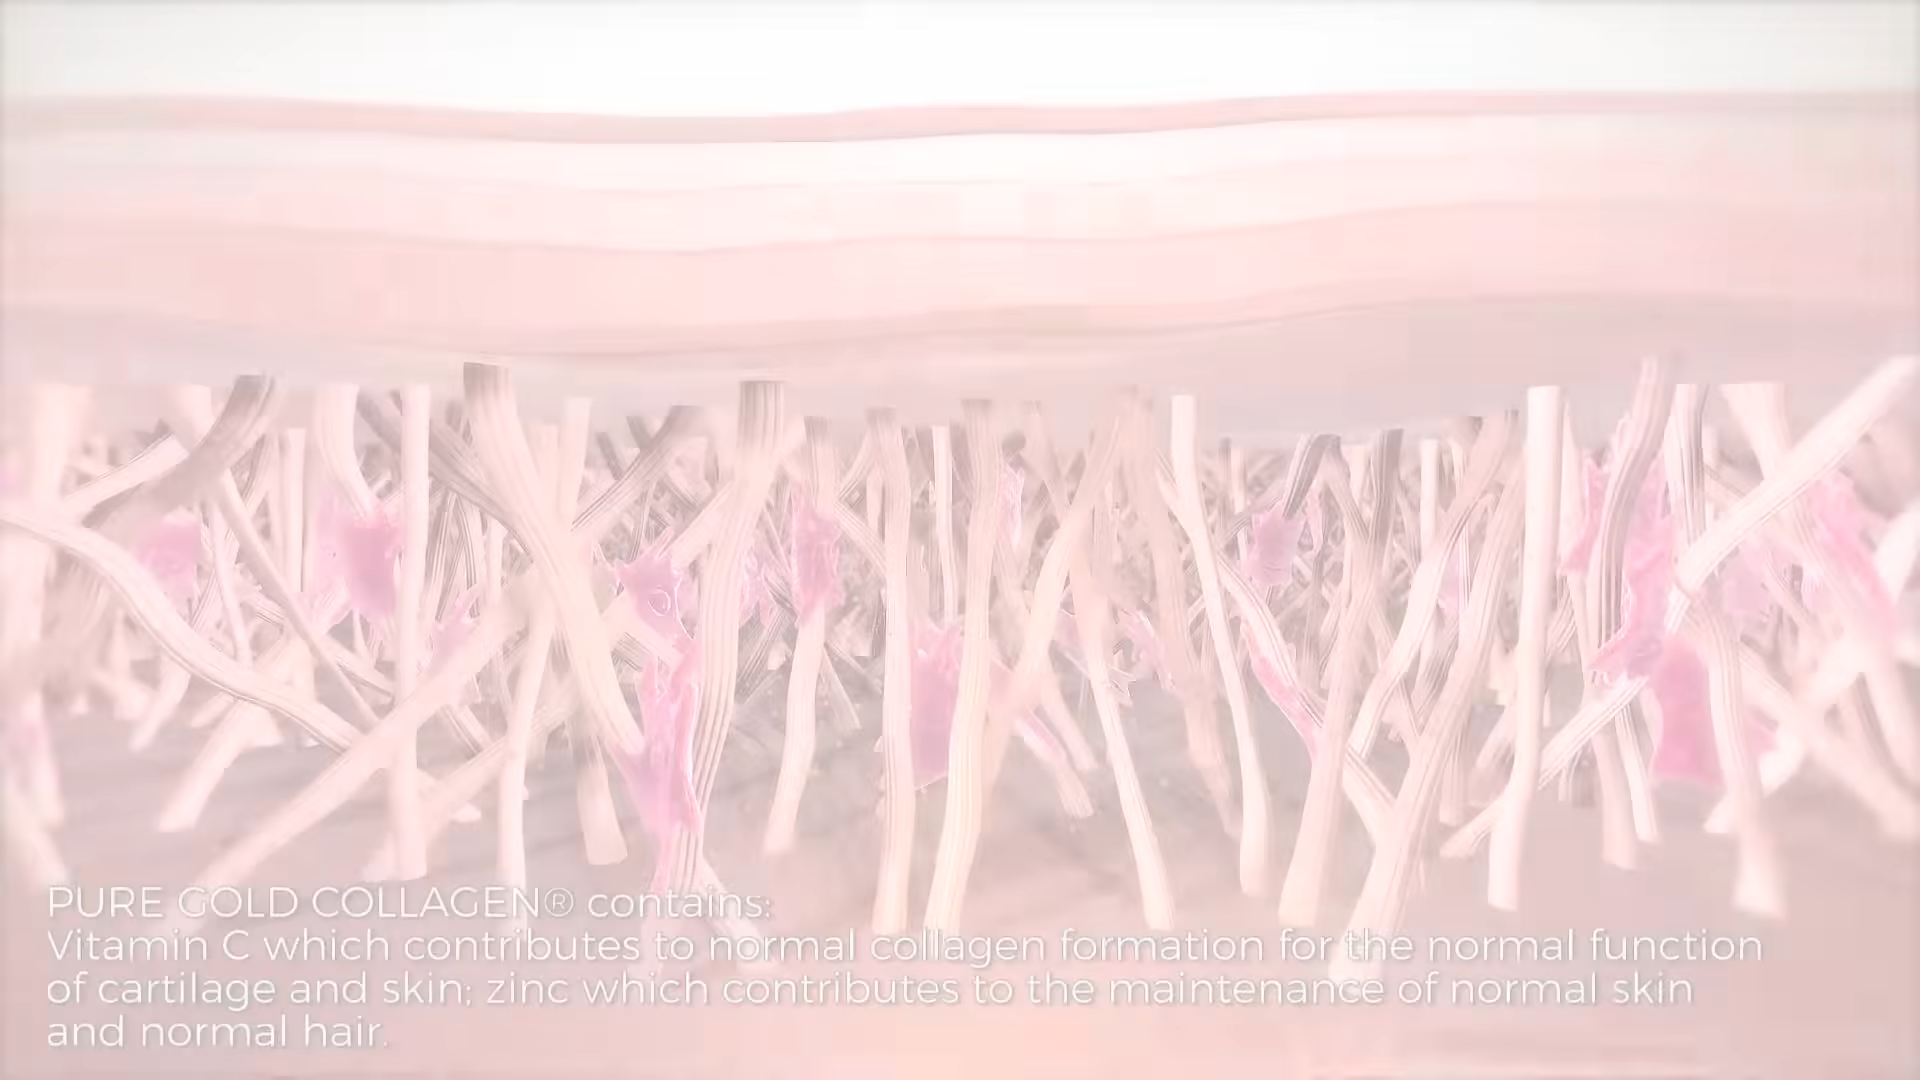 PURE GOLD COLLAGEN® contains:
Vitamin C which contributes to normal collagen formation for the normal function
of cartilage and skin; zinc which contributes to the maintenance of normal skin
and normal hair.